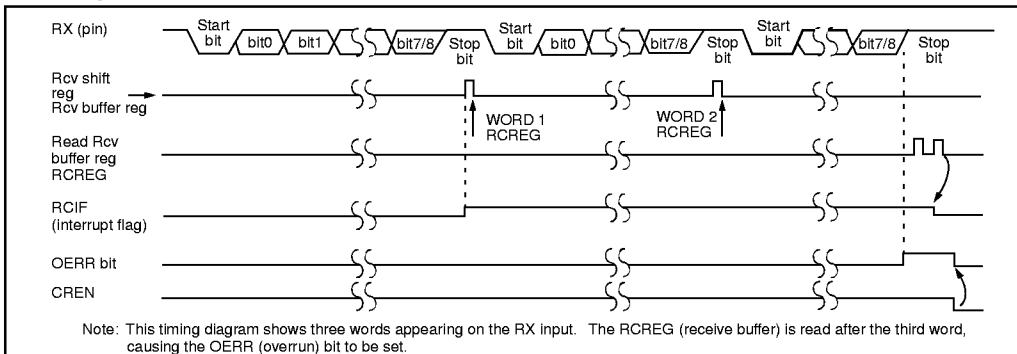 RX (pin)
Start bit
bit0
bit1
bit7/8
Stop bit
Start bit
bit0
bit7/8
Stop bit
Start bit
bit7/8
Stop bit
Rcv shift
reg
Rcv buffer reg
WORD 1
RCREG
WORD 2
RCREG
Read Rcv
buffer reg
RCREG
RCIF
(interrupt flag)
OERR bit
CREN
Note: This timing diagram shows three words appearing on the RX input. The RCREG (receive buffer) is read after the third word,
causing the OERR (overrun) bit to be set.